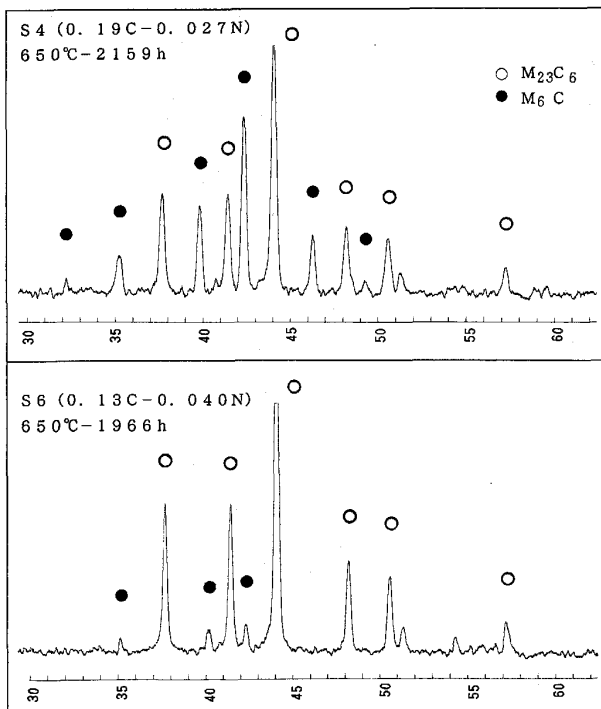 S4 (0.19C-0.027N)
650℃-2159h
○ M₂₃C₆
● M₆C
30 35 40 45 50 55 60
S6 (0.13C-0.040N)
650℃-1966h
30 35 40 45 50 55 60